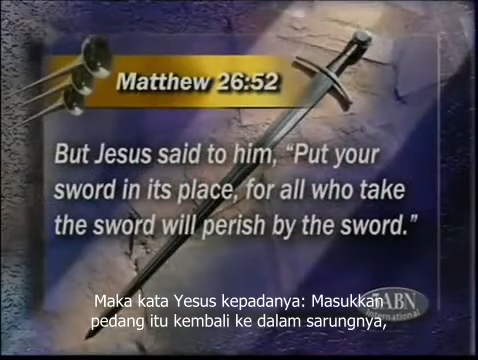 Matthew 26:52
But Jesus said to him, “Put your
sword in its place, for all who take
the sword will perish by the sword.”
Maka kata Yesus kepadanya: Masukkan
pedang itu kembali ke dalam sarungnya,
ABN
International